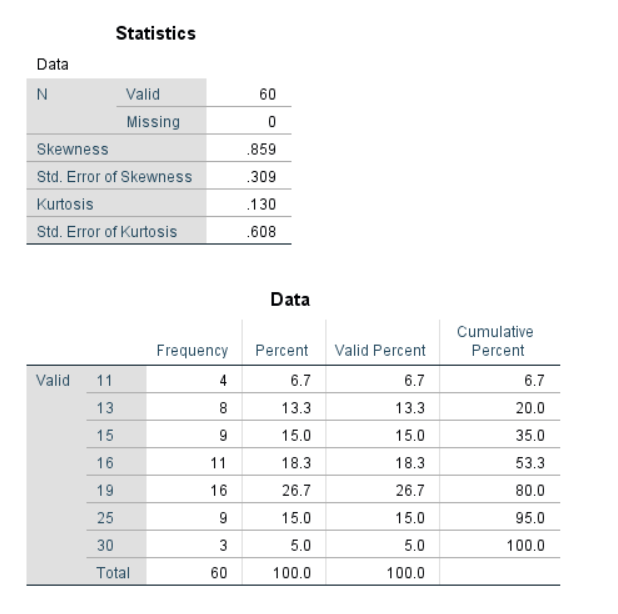 Statistics
Data
N Valid 60
Missing 0
Skewness .859
Std. Error of Skewness .309
Kurtosis .130
Std. Error of Kurtosis .608
Data
Frequency Percent Valid Percent Cumulative Percent
Valid 11 4 6.7 6.7 6.7
13 8 13.3 13.3 20.0
15 9 15.0 15.0 35.0
16 11 18.3 18.3 53.3
19 16 26.7 26.7 80.0
25 9 15.0 15.0 95.0
30 3 5.0 5.0 100.0
Total 60 100.0 100.0